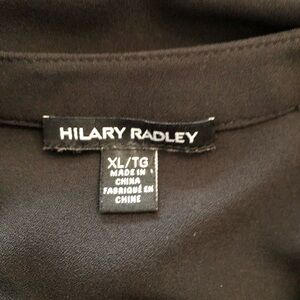 HILARY RADLEY
XL/TG
MADE IN
CHINA
FABRIQUÉ EN
CHINE